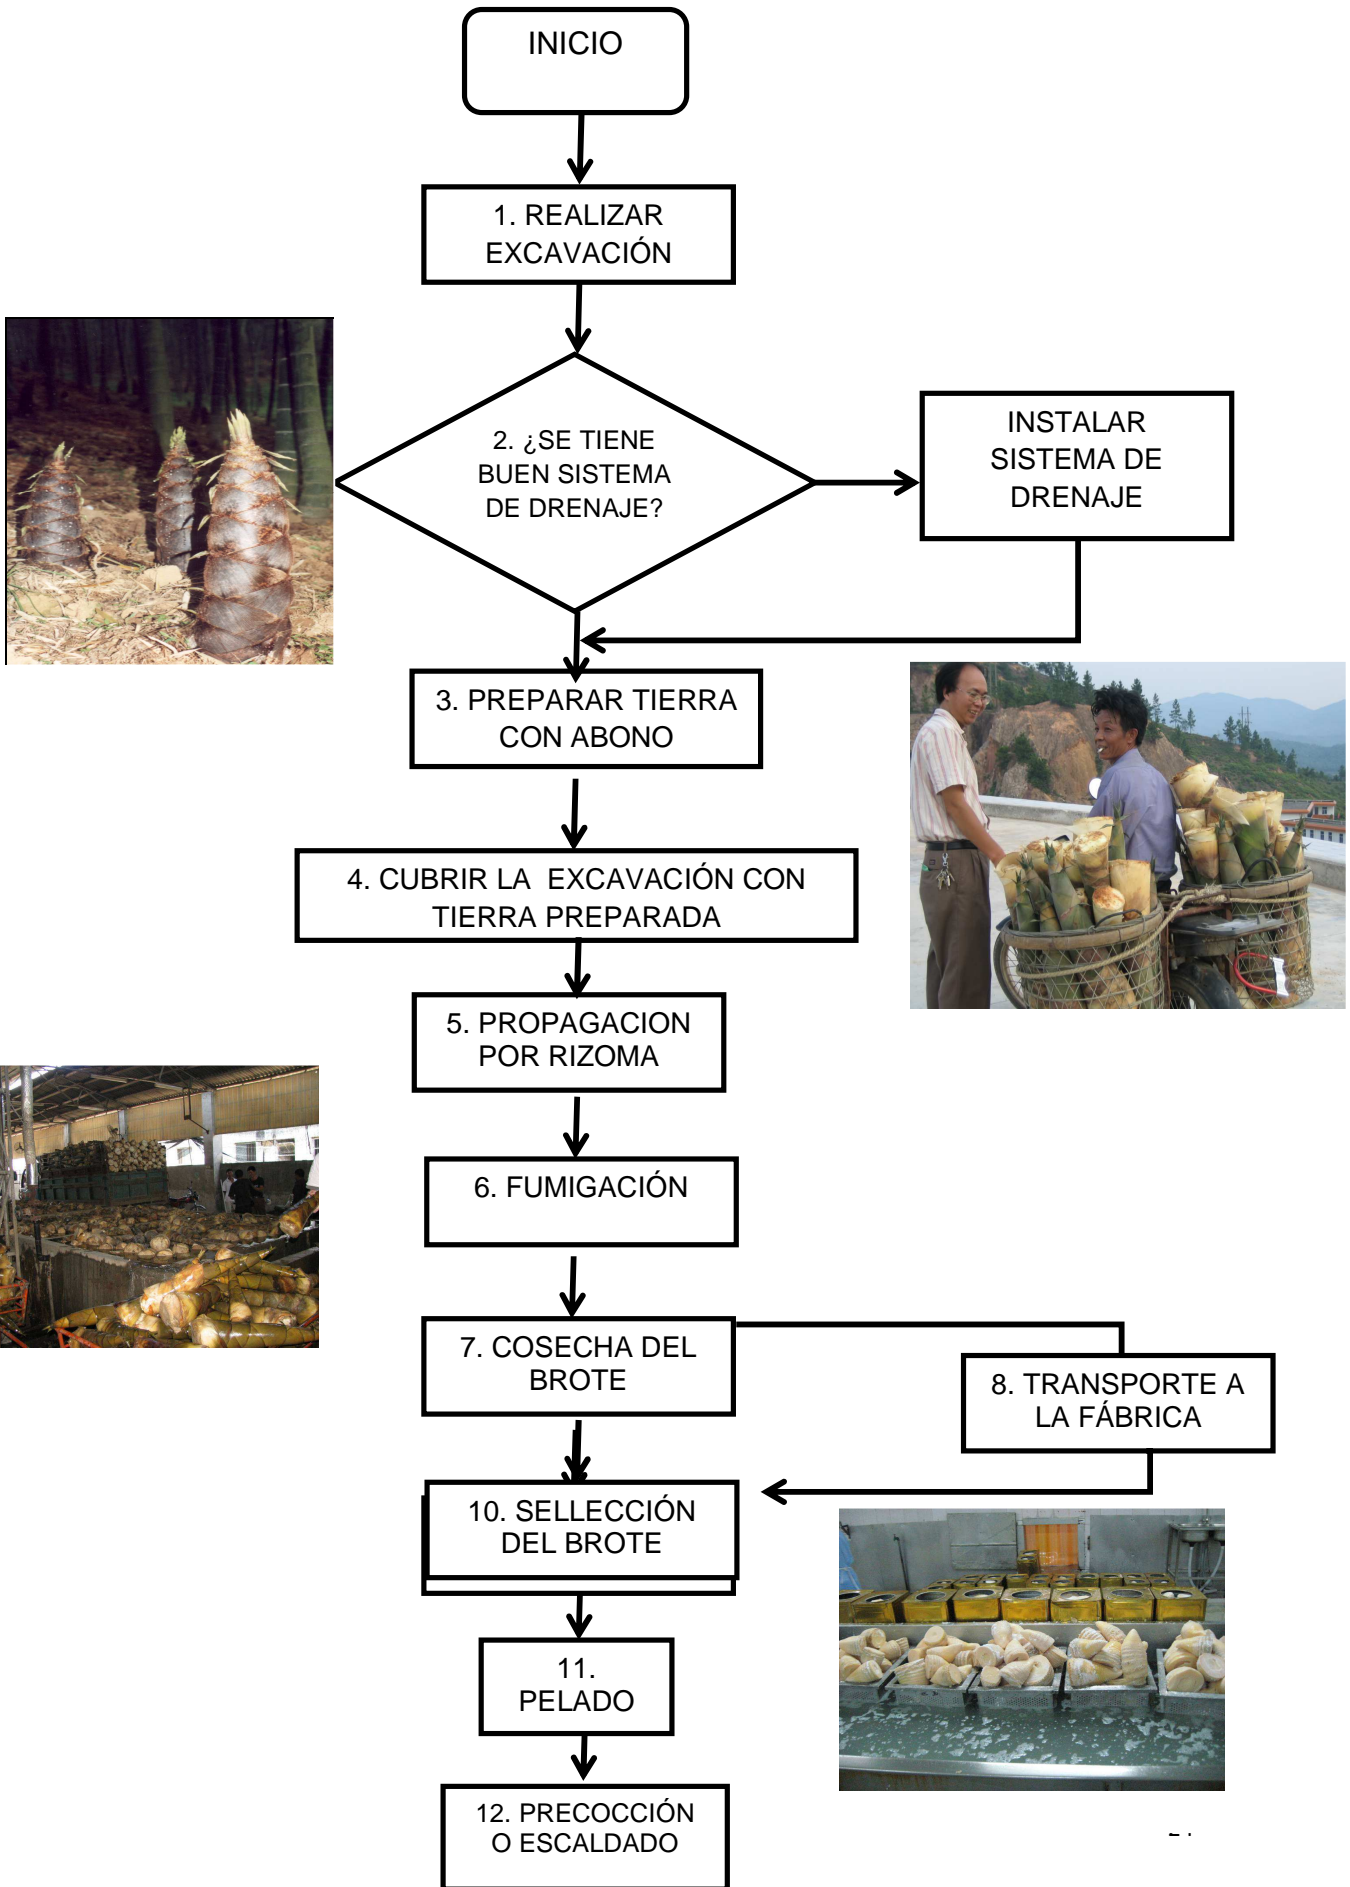 INICIO
1. REALIZAR
EXCAVACIÓN
2. ¿SE TIENE
BUEN SISTEMA
DE DRENAJE?
INSTALAR
SISTEMA DE
DRENAJE
3. PREPARAR TIERRA
CON ABONO
4. CUBRIR LA  EXCAVACIÓN CON
TIERRA PREPARADA
5. PROPAGACION
POR RIZOMA
6. FUMIGACIÓN
7. COSECHA DEL
BROTE
8. TRANSPORTE A
LA FÁBRICA
10. SELLECCIÓN
DEL BROTE
11.
PELADO
12. PRECOCCIÓN
O ESCALDADO